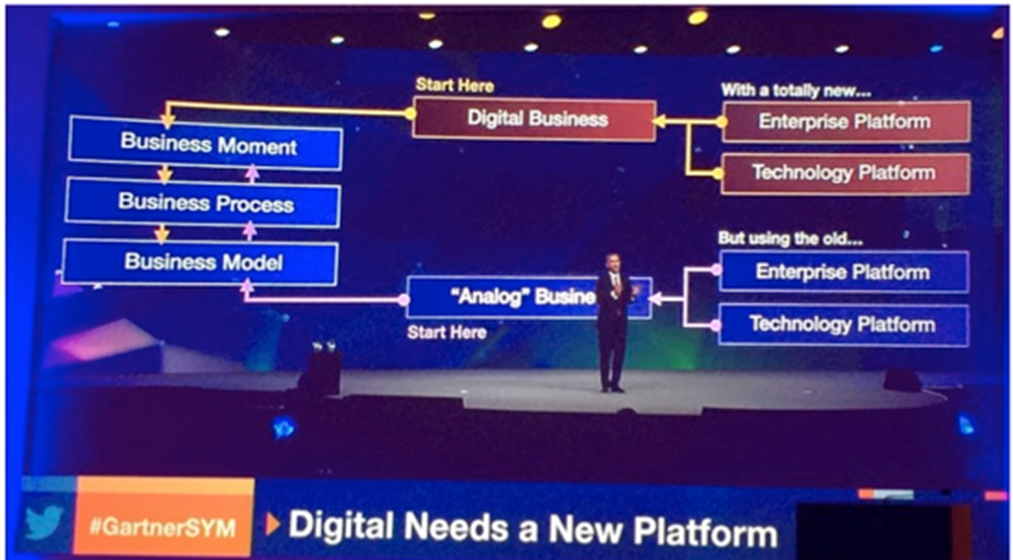 Start Here
Digital Business
With a totally new...
Enterprise Platform
Technology Platform
Business Moment
Business Process
Business Model
"Analog" Busine
Start Here
But using the old...
Enterprise Platform
Technology Platform
#GartnerSYM
Digital Needs a New Platform